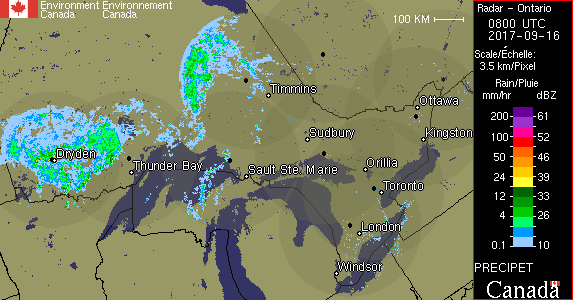 Environment Environnement
Canada Canada
100 KM
Timmins
Ottawa
Sudbury
Kingston
Dryden
Thunder Bay
Sault Ste. Marie
Orillia
Toronto
London
Windsor
Radar - Ontario
0800 UTC
2017-09-16
Scale/Échelle:
3.5 km/Pixel
Rain/Pluie
mm/hr dBZ
200 61
100 52
50 46
24 39
12 33
4 26
0.1 10
PRECIPET
Canada